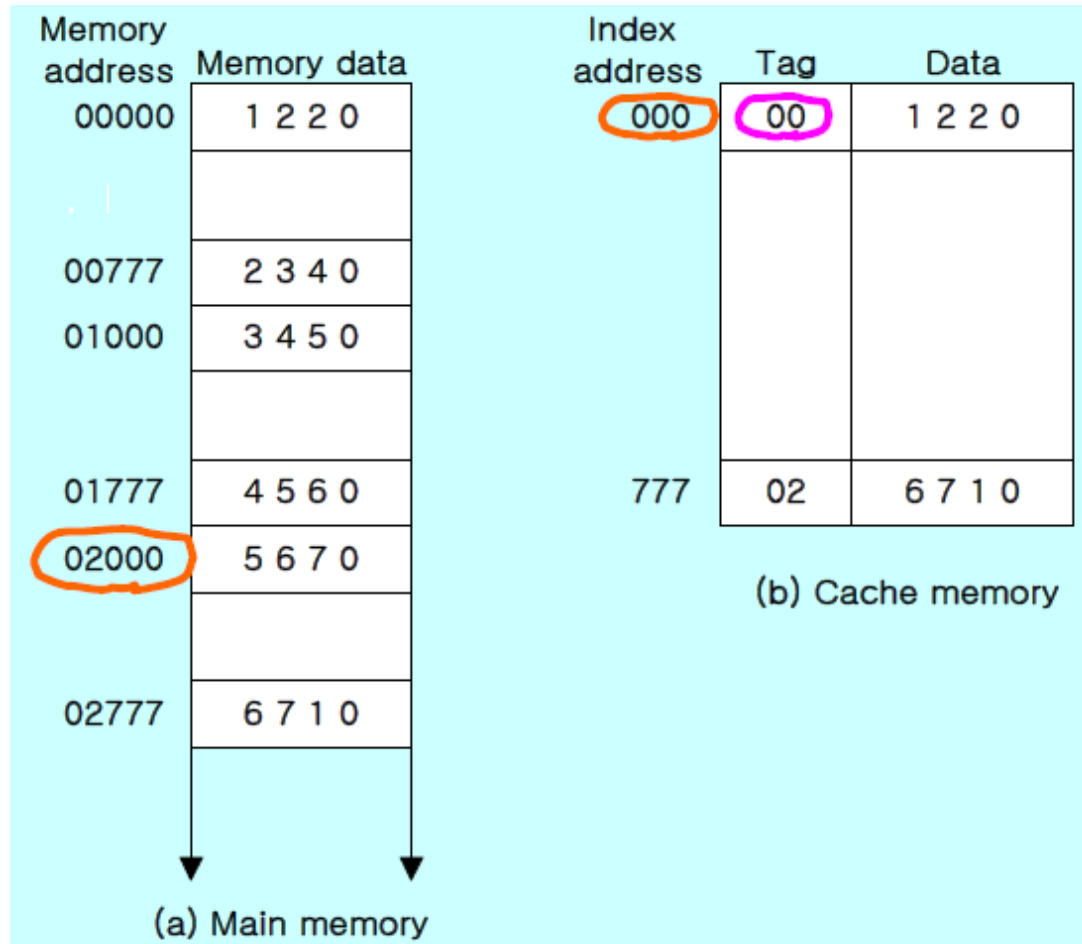 Memory
address Memory data
00000 1 2 2 0
00777 2 3 4 0
01000 3 4 5 0
01777 4 5 6 0
02000 5 6 7 0
02777 6 7 1 0
(a) Main memory
Index
address Tag Data
000 00 1 2 2 0
777 02 6 7 1 0
(b) Cache memory